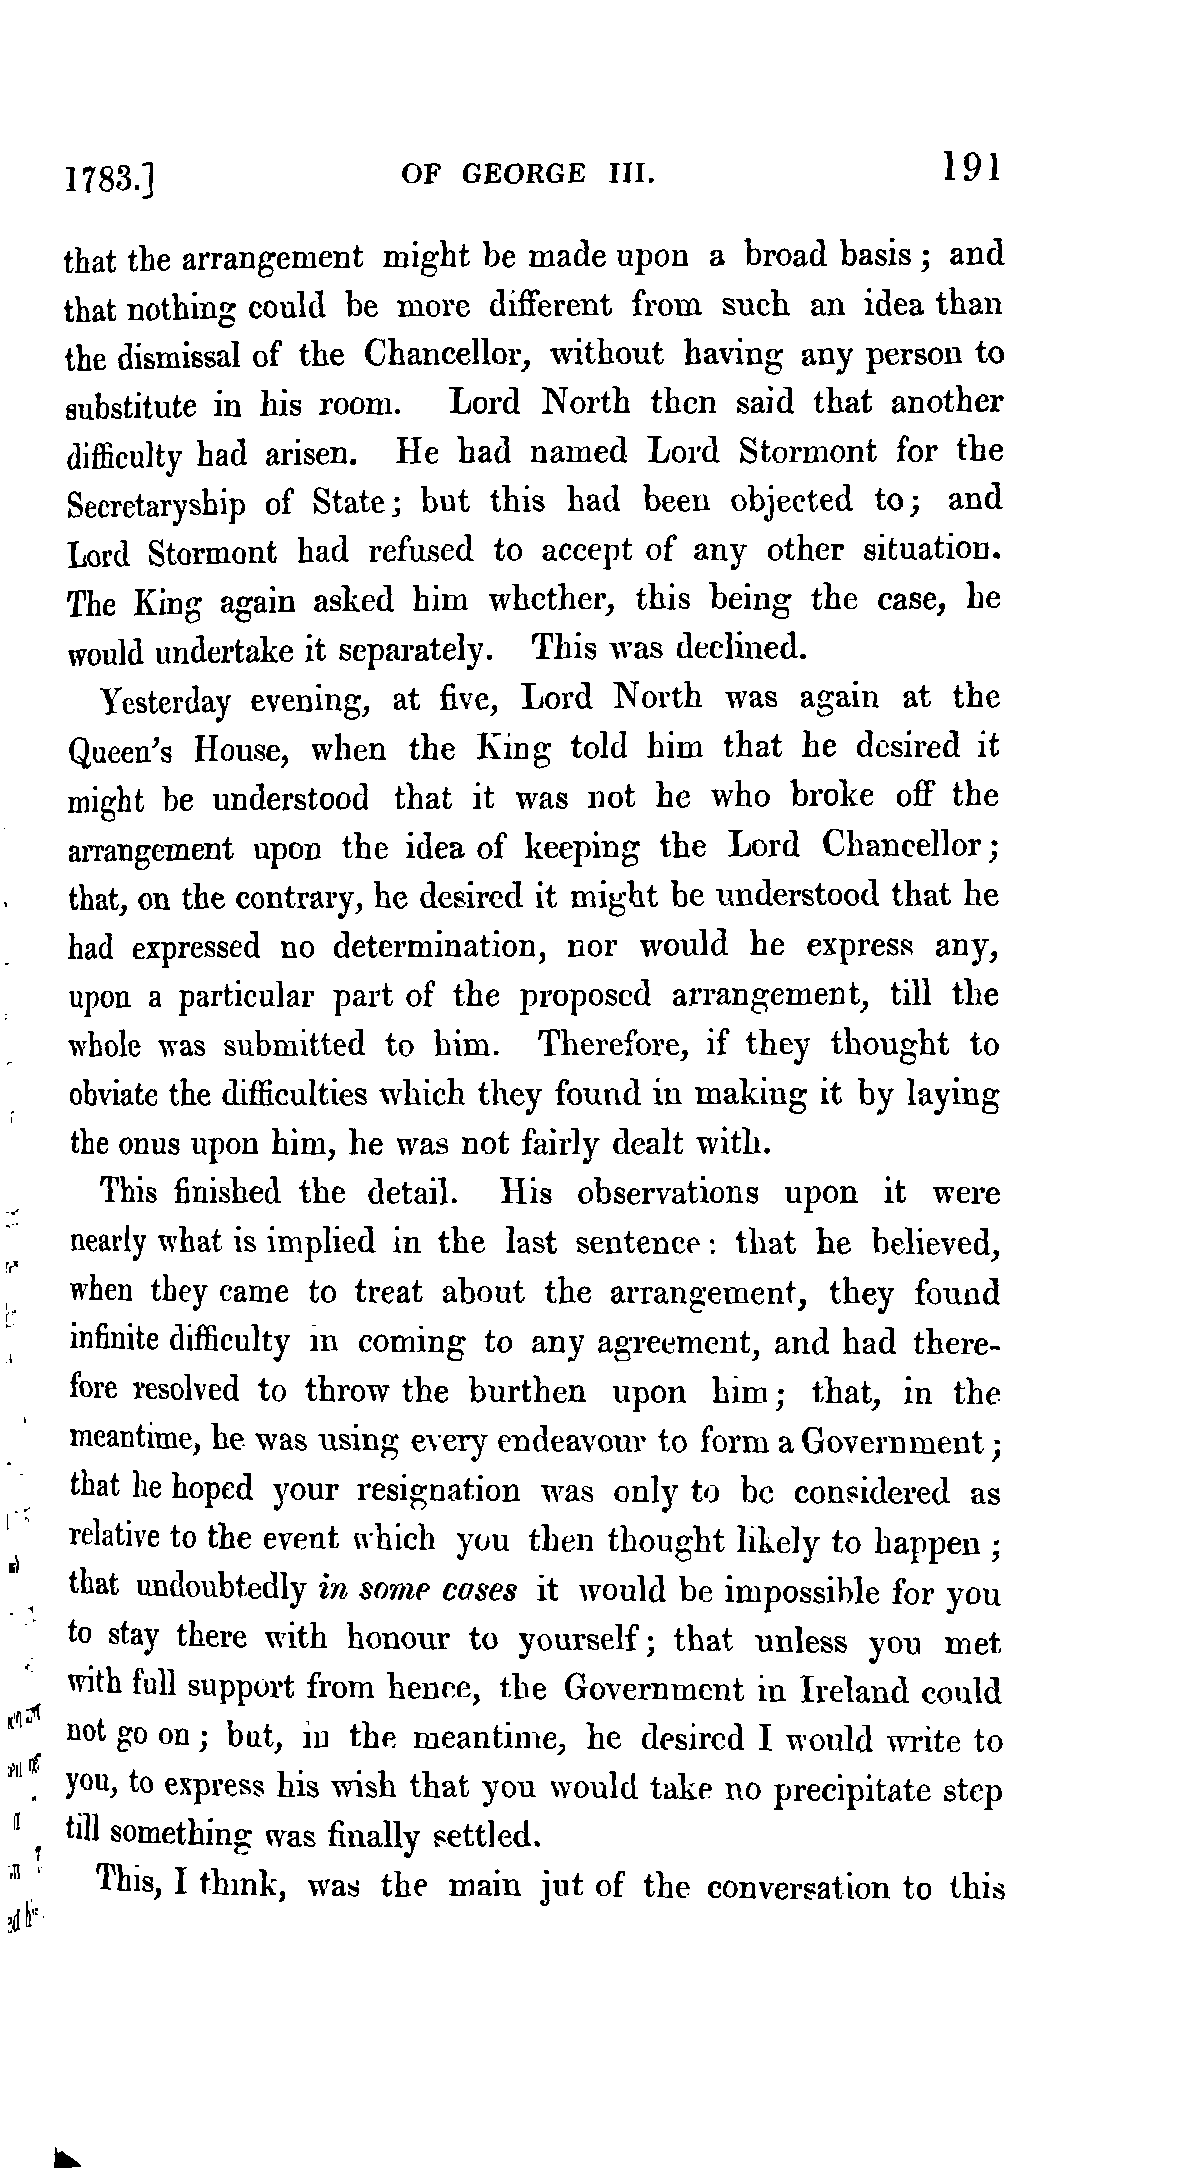 1783.] OF GEORGE III. 191
that the arrangement might be made upon a broad basis; and
that nothing could be more different from such an idea than
the dismissal of the Chancellor, without having any person to
substitute in his room. Lord North then said that another
difficulty had arisen. He had named Lord Stormont for the
Secretaryship of State; but this had been objected to; and
Lord Stormont had refused to accept of any other situation.
The King again asked him whether, this being the case, he
would undertake it separately. This was declined.
Yesterday evening, at five, Lord North was again at the
Queen's House, when the King told him that he desired it
might be understood that it was not he who broke off the
arrangement upon the idea of keeping the Lord Chancellor;
that, on the contrary, he desired it might be understood that he
had expressed no determination, nor would he express any,
upon a particular part of the proposed arrangement, till the
whole was submitted to him. Therefore, if they thought to
obviate the difficulties which they found in making it by laying
the onus upon him, he was not fairly dealt with.
This finished the detail. His observations upon it were
nearly what is implied in the last sentence: that he believed,
when they came to treat about the arrangement, they found
infinite difficulty in coming to any agreement, and had there-
fore resolved to throw the burthen upon him; that, in the
meantime, he was using every endeavour to form a Government;
that he hoped your resignation was only to be considered as
relative to the event which you then thought likely to happen;
that undoubtedly in some cases it would be impossible for you
to stay there with honour to yourself; that unless you met
with full support from hence, the Government in Ireland could
not go on; but, in the meantime, he desired I would write to
you, to express his wish that you would take no precipitate step
till something was finally settled.
This, I think, was the main jut of the conversation to this